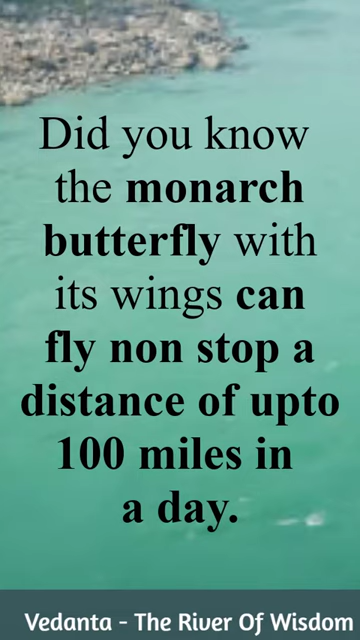 Did you know
the monarch
butterfly with
its wings can
fly non stop a
distance of upto
100 miles in
a day.
Vedanta - The River Of Wisdom